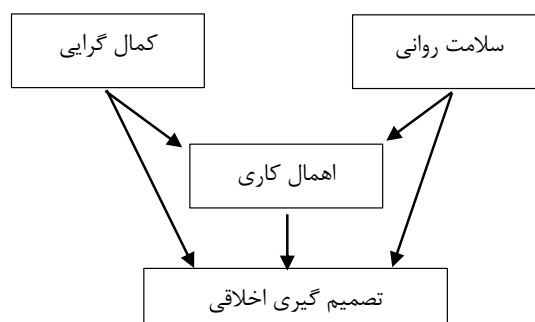 سلامت روانی
کمال گرایی
اهمال کاری
تصمیم گیری اخلاقی